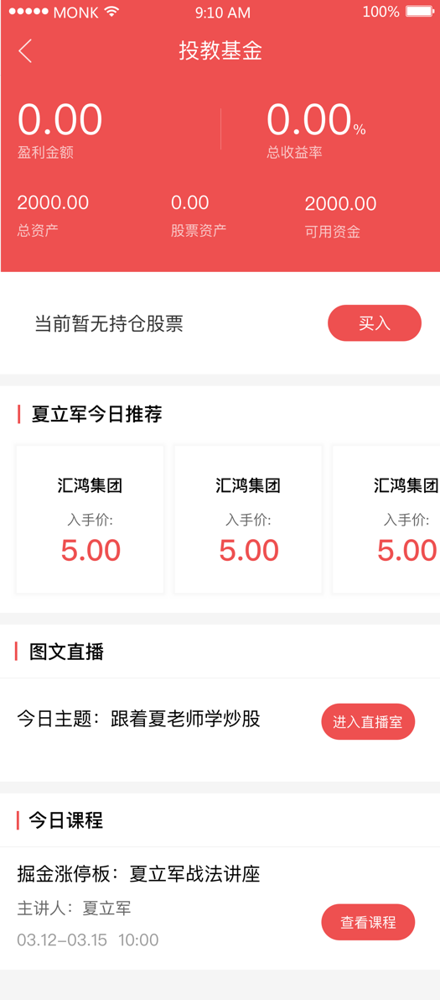 MONK 9:10 AM 100%
投教基金
0.00 0.00%
盈利金额 总收益率
2000.00 0.00 2000.00
总资产 股票资产 可用资金
当前暂无持仓股票 买入
夏立军今日推荐
汇鸿集团 汇鸿集团 汇鸿集团
入手价: 入手价: 入手价:
5.00 5.00 5.00
图文直播
今日主题：跟着夏老师学炒股 进入直播室
今日课程
掘金涨停板：夏立军战法讲座
主讲人：夏立军
查看课程
03.12-03.15 10:00